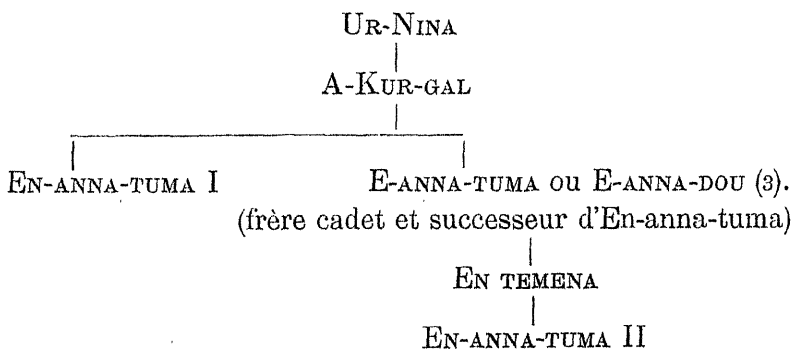 UR-NINA
A-KUR-GAL
EN-ANNA-TUMA I E-ANNA-TUMA OU E-ANNA-DOU (3).
(frère cadet et successeur d'En-anna-tuma)
EN TEMENA
EN-ANNA-TUMA II